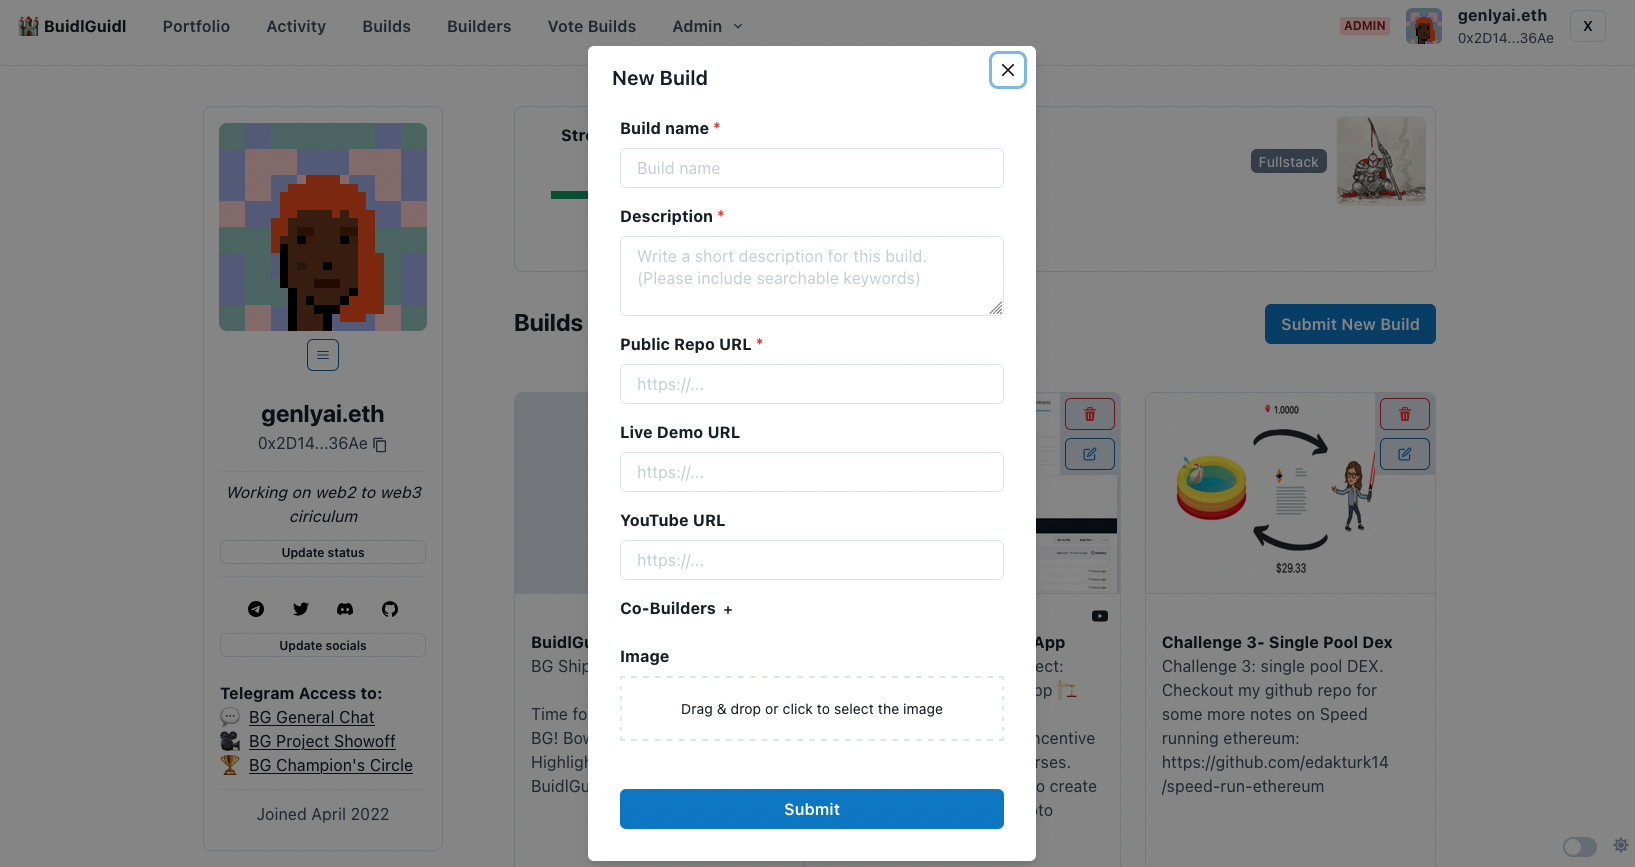 BuidlGuidl
Portfolio
Activity
Builds
Builders
Vote Builds
Admin
ADMIN
genlyai.eth
0x2D14...36Ae
X
genlyai.eth
0x2D14...36Ae
Working on web2 to web3
ciriculum
Update status
Update socials
Telegram Access to:
BG General Chat
BG Project Showoff
BG Champion's Circle
Joined April 2022
Fullstack
Builds
Submit New Build
New Build
Build name *
Build name
Description *
Write a short description for this build.
(Please include searchable keywords)
Public Repo URL *
https://...
Live Demo URL
https://...
YouTube URL
https://...
Co-Builders +
Image
Drag & drop or click to select the image
Submit
BG Ship
Time fo
BG! Bow
Highligh
BuidlGu
App
ect:
pp
ncentive
rses.
o create
oto
1.0000
$29.33
Challenge 3- Single Pool Dex
Challenge 3: single pool DEX.
Checkout my github repo for
some more notes on Speed
running ethereum:
https://github.com/edakturk14
/speed-run-ethereum